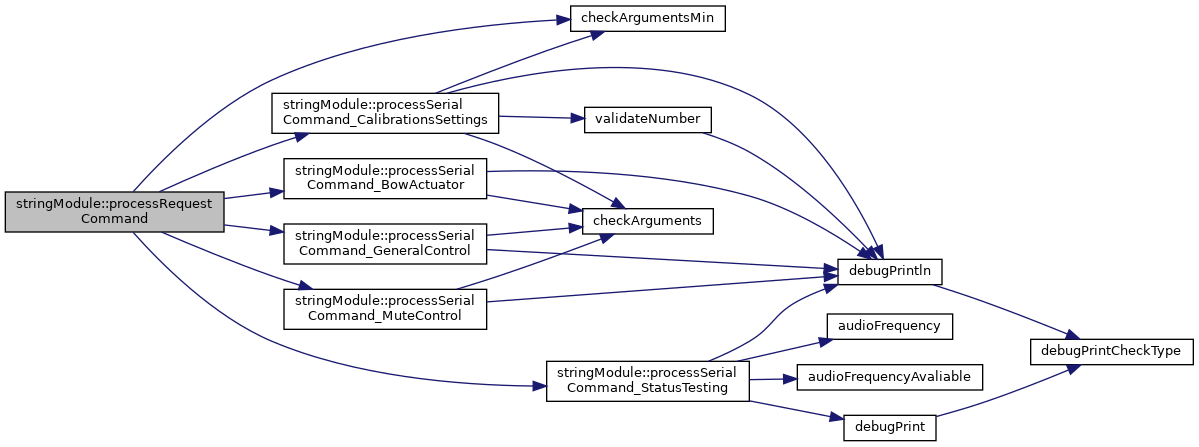 checkArgumentsMin
stringModule::processSerial
Command_CalibrationsSettings
validateNumber
stringModule::processSerial
Command_BowActuator
stringModule::processRequest
Command
checkArguments
stringModule::processSerial
Command_GeneralControl
debugPrintln
stringModule::processSerial
Command_MuteControl
audioFrequency
debugPrintCheckType
stringModule::processSerial
Command_StatusTesting
audioFrequencyAvaliable
debugPrint